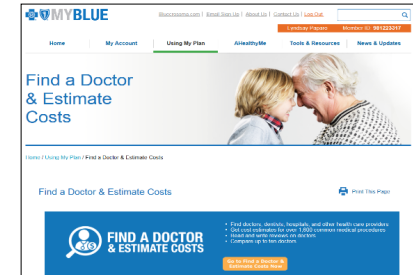 MYBLUE
Bluecrossma.com | Email Sign Up | About Us | Contact Us | Log Out
Lyndsay Papare Member ID 981223317
Home My Account Using My Plan AHealthyMe Tools & Resources News & Updates
Find a Doctor
& Estimate
Costs
Home / Using My Plan / Find a Doctor & Estimate Costs
Find a Doctor & Estimate Costs
Print This Page
FIND A DOCTOR
& ESTIMATE COSTS
• Find doctors, dentists, hospitals, and other health care providers
• Get cost estimates for over 1,600 common medical procedures
• Read and write reviews on doctors
• Compare up to ten doctors
Go to Find a Doctor &
Estimate Costs Now